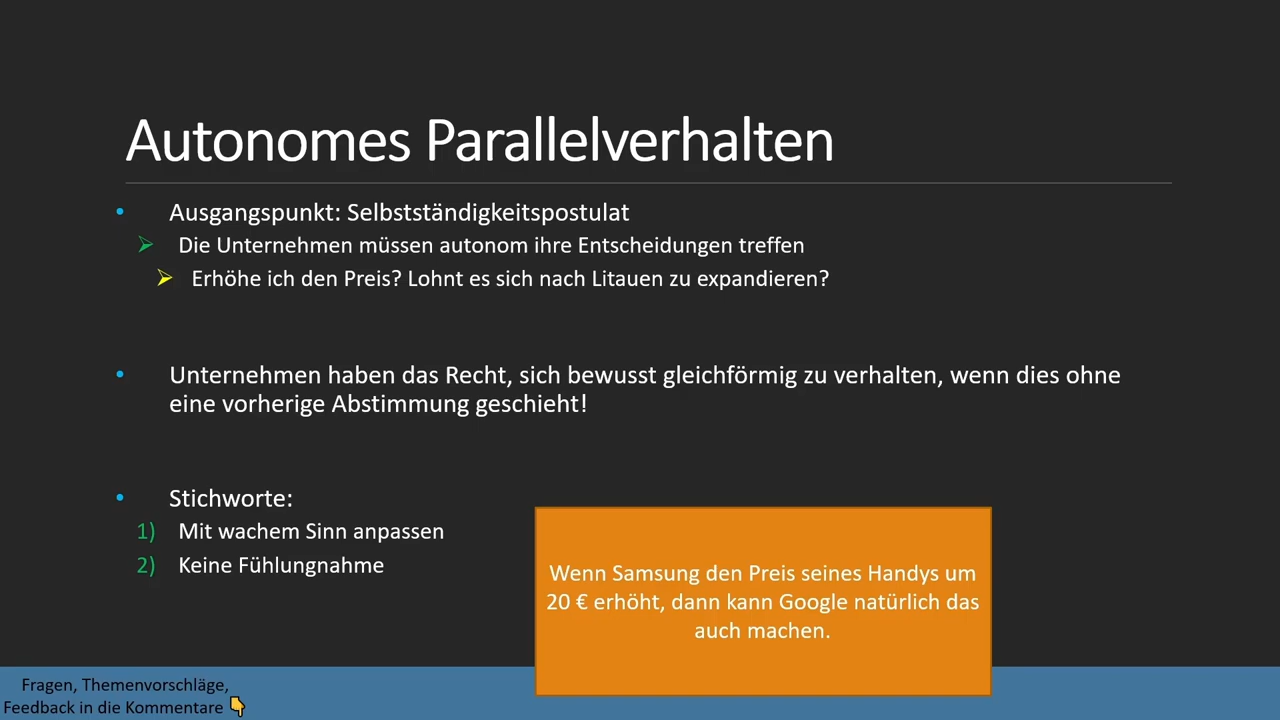 Autonomes Parallelverhalten
• Ausgangspunkt: Selbstständigkeitspostulat
➢ Die Unternehmen müssen autonom ihre Entscheidungen treffen
➢ Erhöhe ich den Preis? Lohnt es sich nach Litauen zu expandieren?
• Unternehmen haben das Recht, sich bewusst gleichförmig zu verhalten, wenn dies ohne
eine vorherige Abstimmung geschieht!
• Stichworte:
1) Mit wachem Sinn anpassen
2) Keine Fühlungnahme
Wenn Samsung den Preis seines Handys um
20 € erhöht, dann kann Google natürlich das
auch machen.
Fragen, Themenvorschläge,
Feedback in die Kommentare 👇